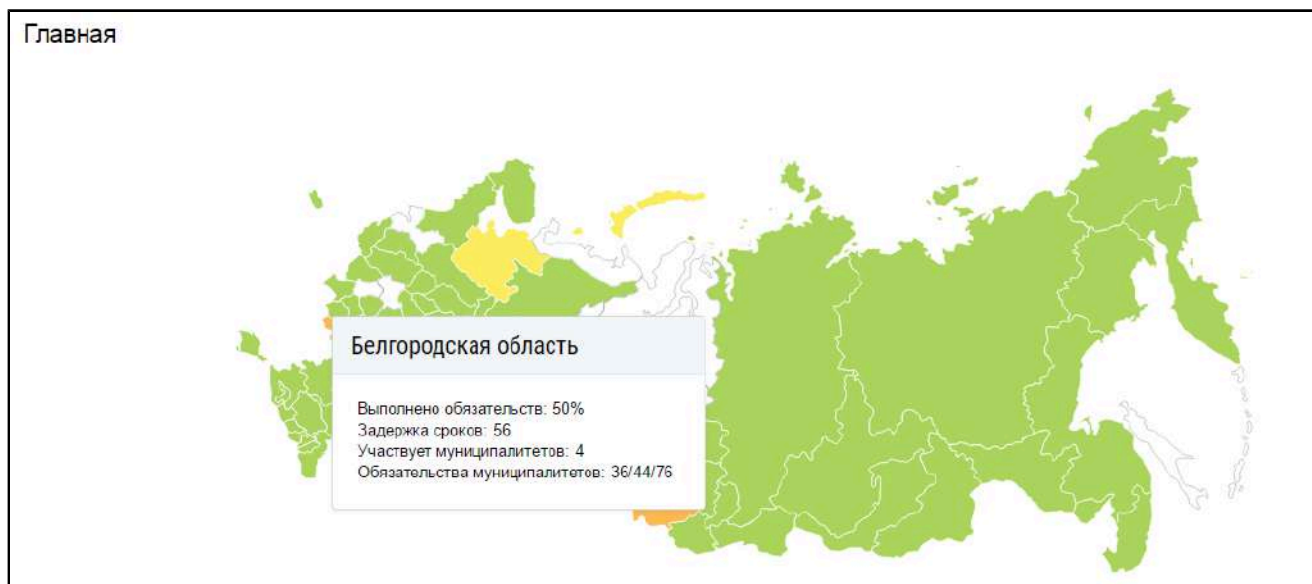 Главная
Белгородская область
Выполнено обязательств: 50%
Задержка сроков: 56
Участвует муниципалитетов: 4
Обязательства муниципалитетов: 36/44/76